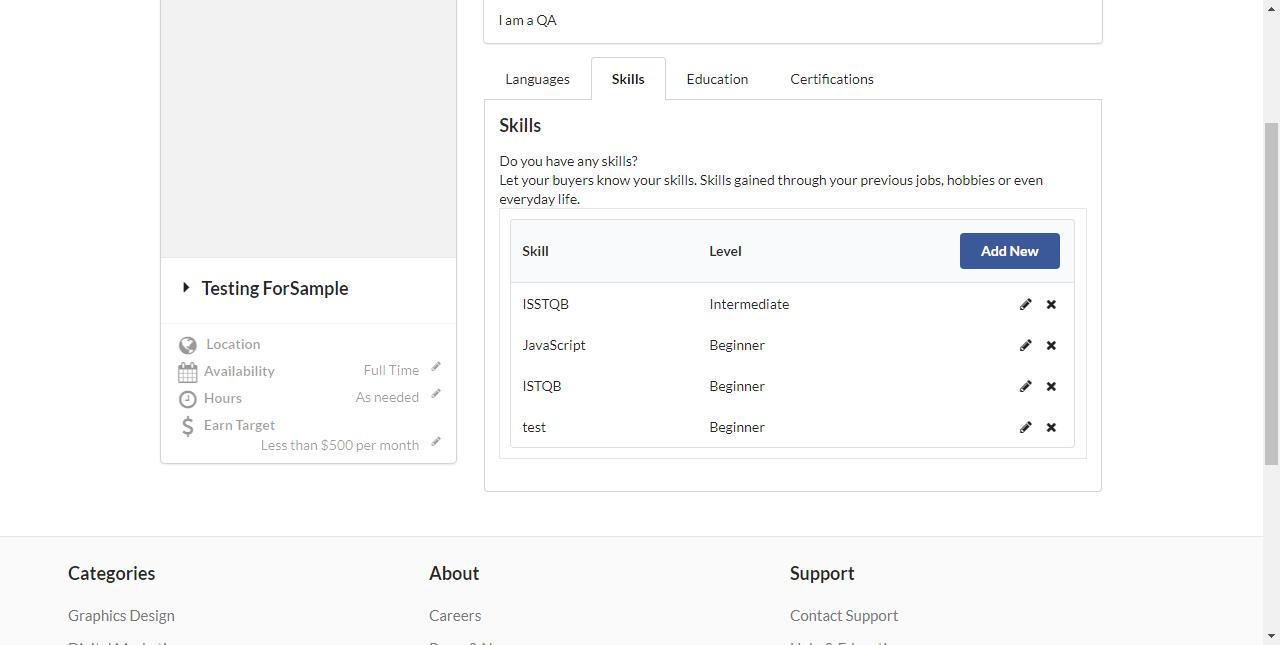 I am a QA
Languages
Skills
Education
Certifications
Skills
Do you have any skills?
Let your buyers know your skills. Skills gained through your previous jobs, hobbies or even
everyday life.
Skill Level Add New
ISSTQB Intermediate
JavaScript Beginner
ISTQB Beginner
test Beginner
Testing ForSample
Location
Availability Full Time
Hours As needed
Earn Target
Less than $500 per month
Categories
Graphics Design
About
Careers
Support
Contact Support